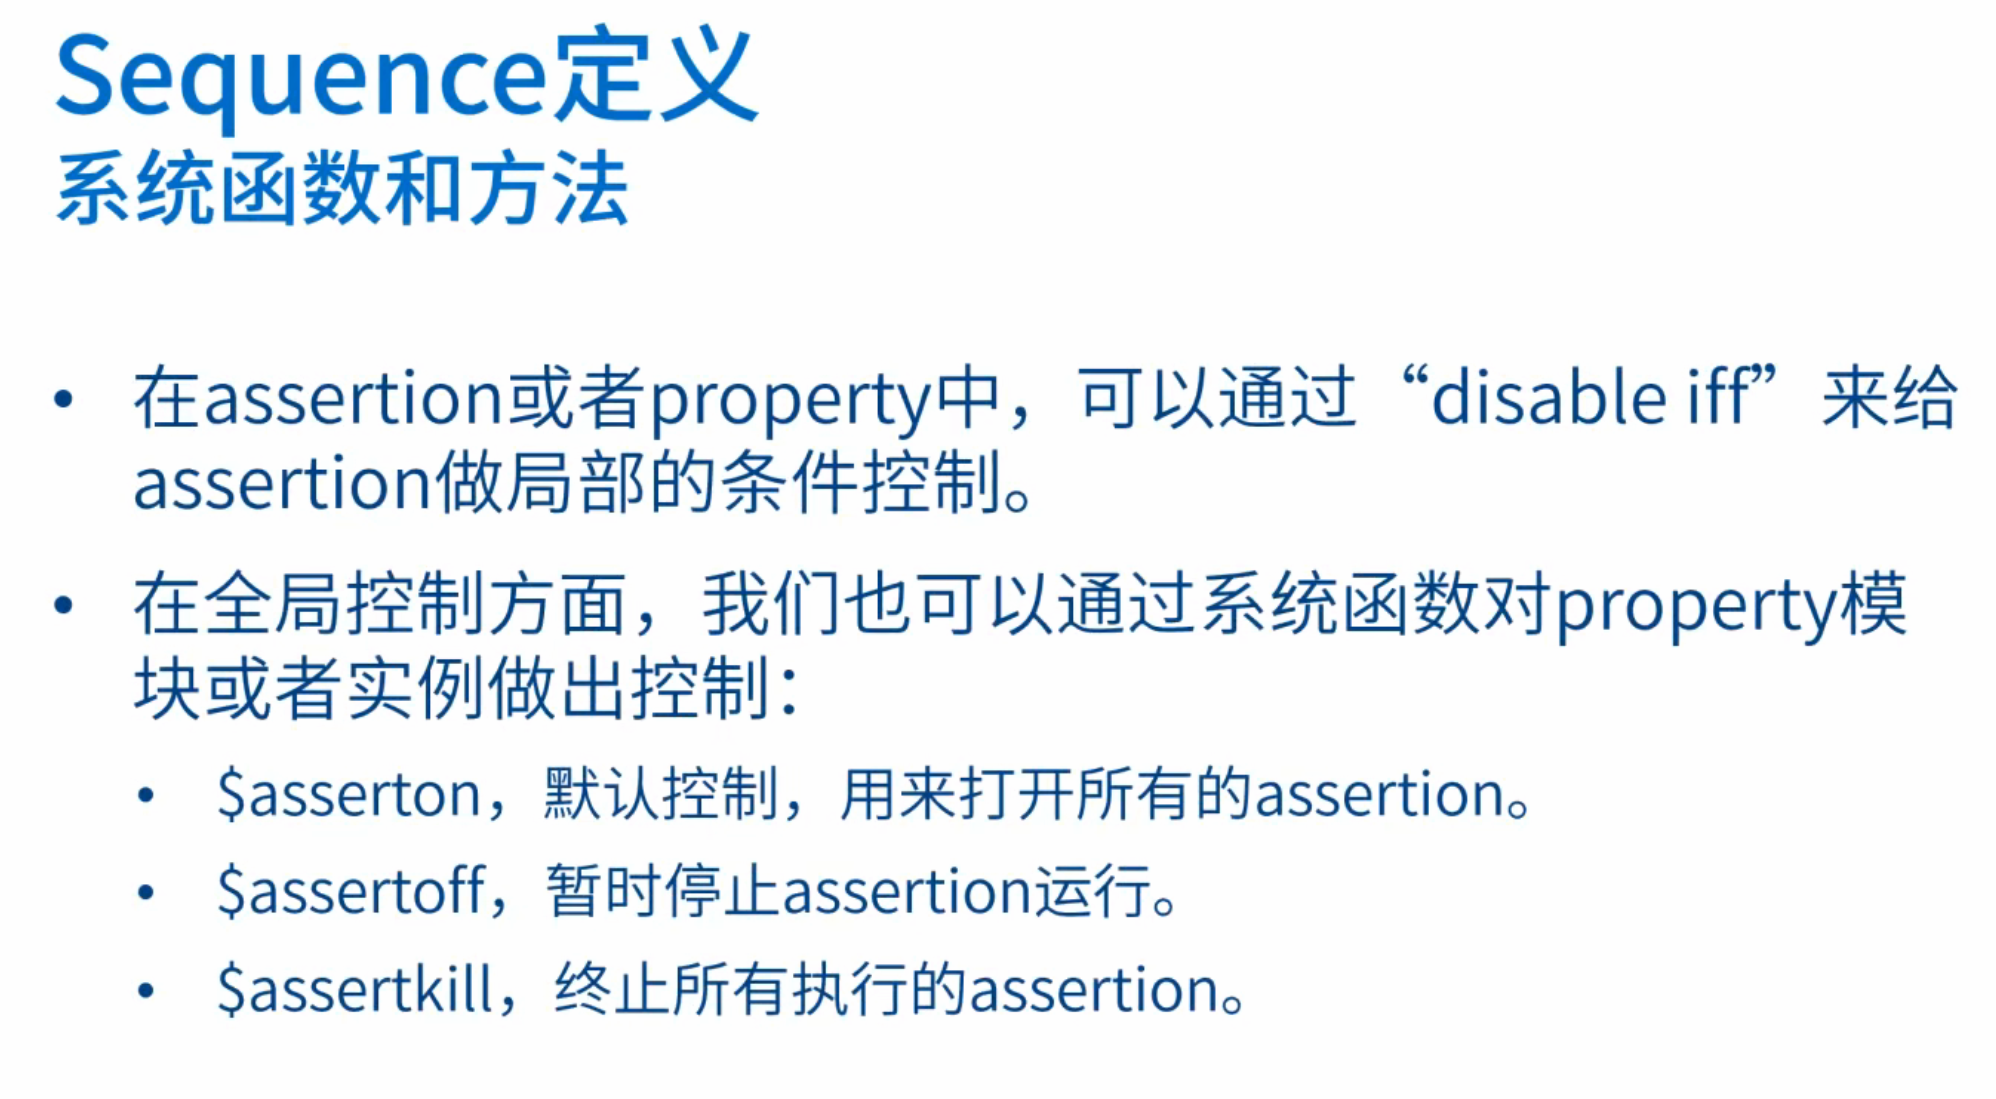 Sequence定义
系统函数和方法
• 在assertion或者property中，可以通过“disable iff”来给
assertion做局部的条件控制。
• 在全局控制方面，我们也可以通过系统函数对property模
块或者实例做出控制：
• $asserton，默认控制，用来打开所有的assertion。
• $assertoff，暂时停止assertion运行。
• $assertkill，终止所有执行的assertion。